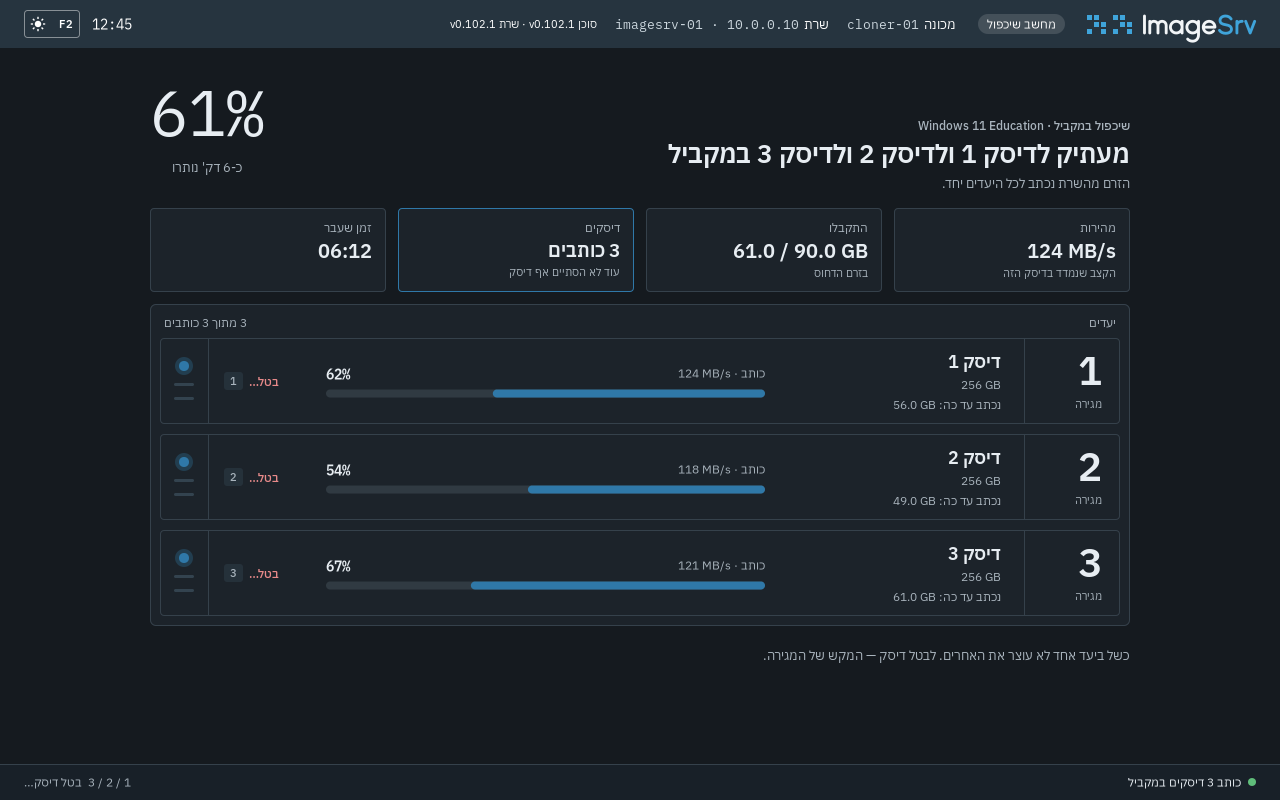 ImageSrv
מחשב שיכפול
מכונה cloner-01
שרת imagesrv-01 · 10.0.0.10
סוכן v0.102.1 · שרת v0.102.1
12:45
F2
שיכפול במקביל · Windows 11 Education
מעתיק לדיסק 1 ולדיסק 2 ולדיסק 3 במקביל
הזרם מהשרת נכתב לכל היעדים יחד.
61%
כ-6 דק' נותרו
מהירות
124 MB/s
הקצב שנמדד בדיסק הזה
התקבלו
61.0 / 90.0 GB
בזרם הדחוס
דיסקים
3 כותבים
עוד לא הסתיים אף דיסק
זמן שעבר
06:12
יעדים
3 מתוך 3 כותבים
1
מגירה
דיסק 1
256 GB
נכתב עד כה: 56.0 GB
כותב · 124 MB/s
62%
בטל...
1
2
מגירה
דיסק 2
256 GB
נכתב עד כה: 49.0 GB
כותב · 118 MB/s
54%
בטל...
2
3
מגירה
דיסק 3
256 GB
נכתב עד כה: 61.0 GB
כותב · 121 MB/s
67%
בטל...
3
כשל ביעד אחד לא עוצר את האחרים. לבטל דיסק — המקש של המגירה.
כותב 3 דיסקים במקביל
1 / 2 / 3 בטל דיסק...